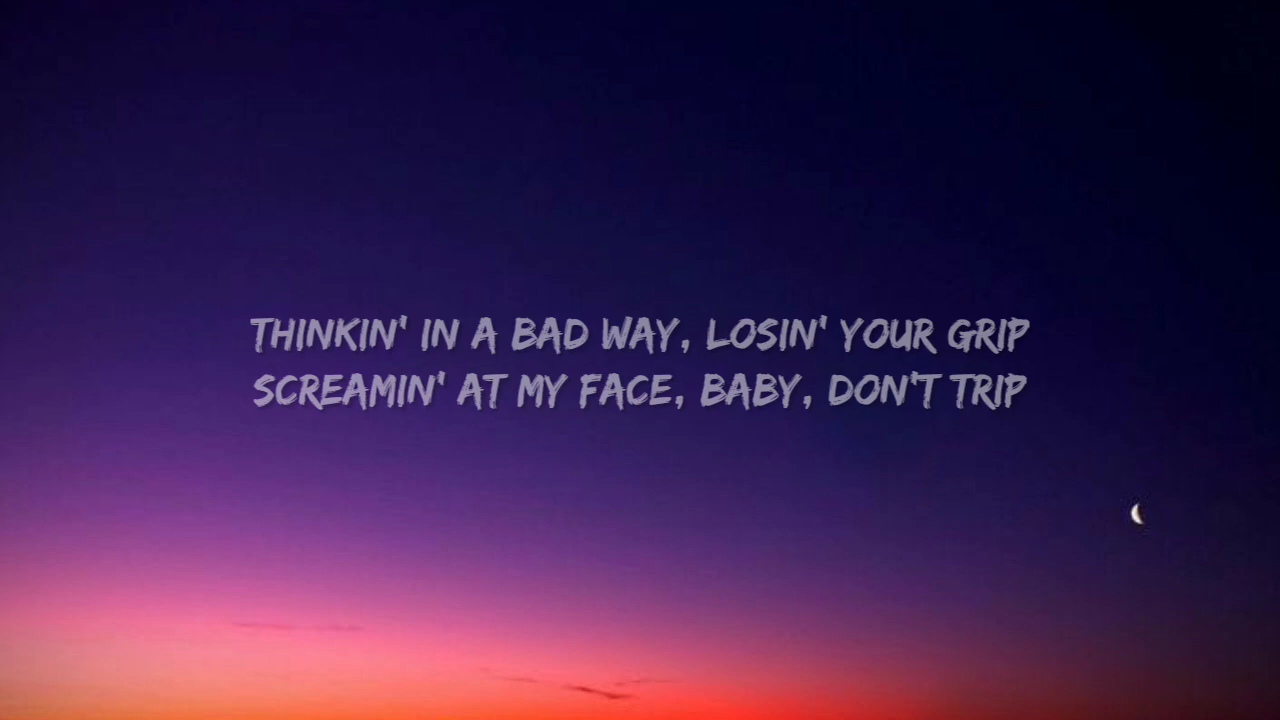 THINKIN' IN A BAD WAY, LOSIN' YOUR GRIP
SCREAMIN' AT MY FACE, BABY, DON'T TRIP